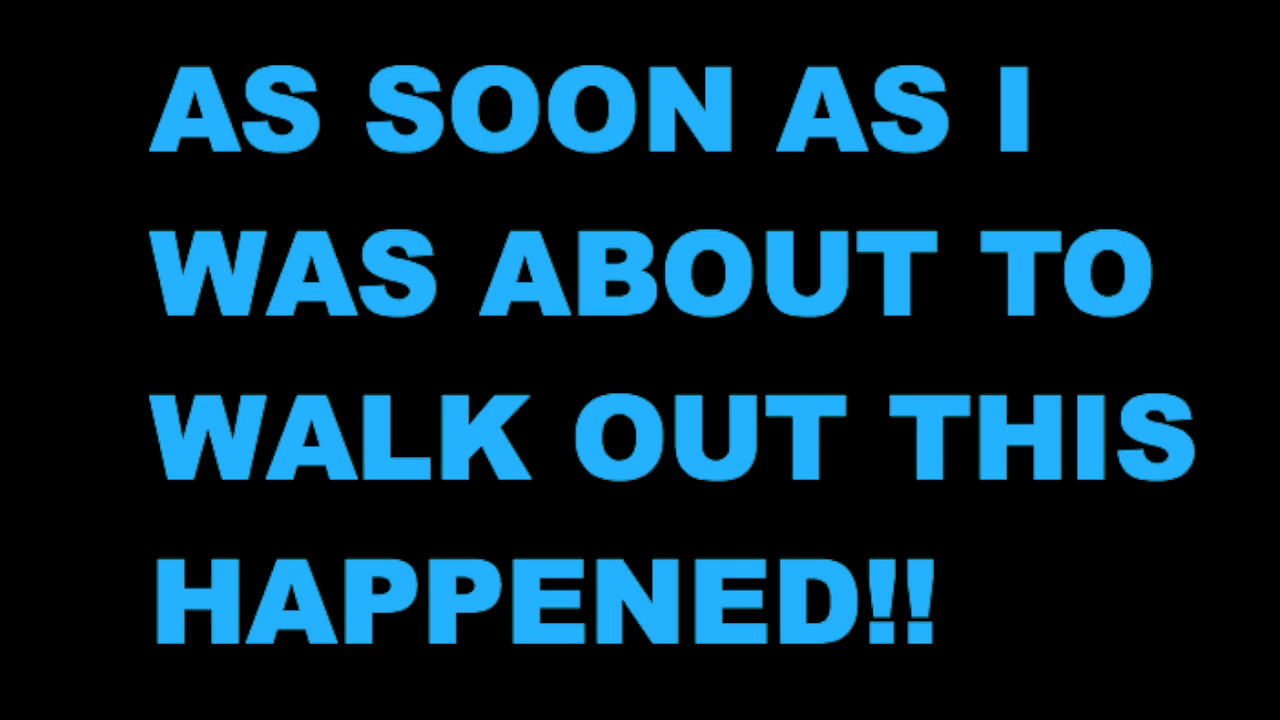 AS SOON AS I
WAS ABOUT TO
WALK OUT THIS
HAPPENED!!